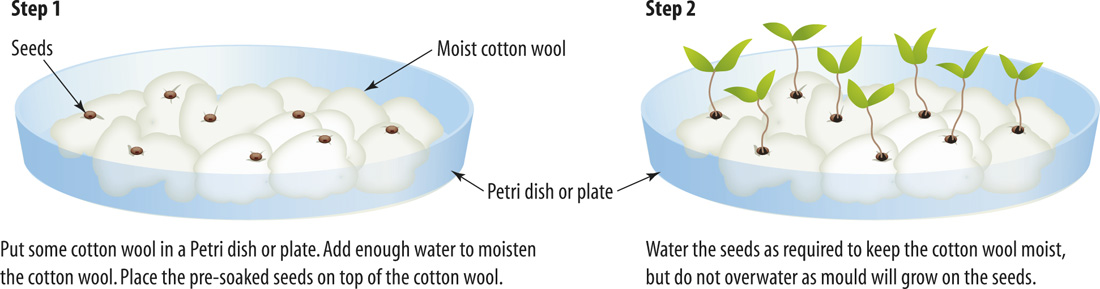 Step 1
Seeds
Moist cotton wool
Petri dish or plate
Put some cotton wool in a Petri dish or plate. Add enough water to moisten
the cotton wool. Place the pre-soaked seeds on top of the cotton wool.
Step 2
Water the seeds as required to keep the cotton wool moist,
but do not overwater as mould will grow on the seeds.